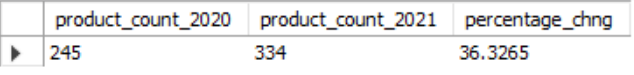 product_count_2020 product_count_2021 percentage_chng
245 334 36.3265